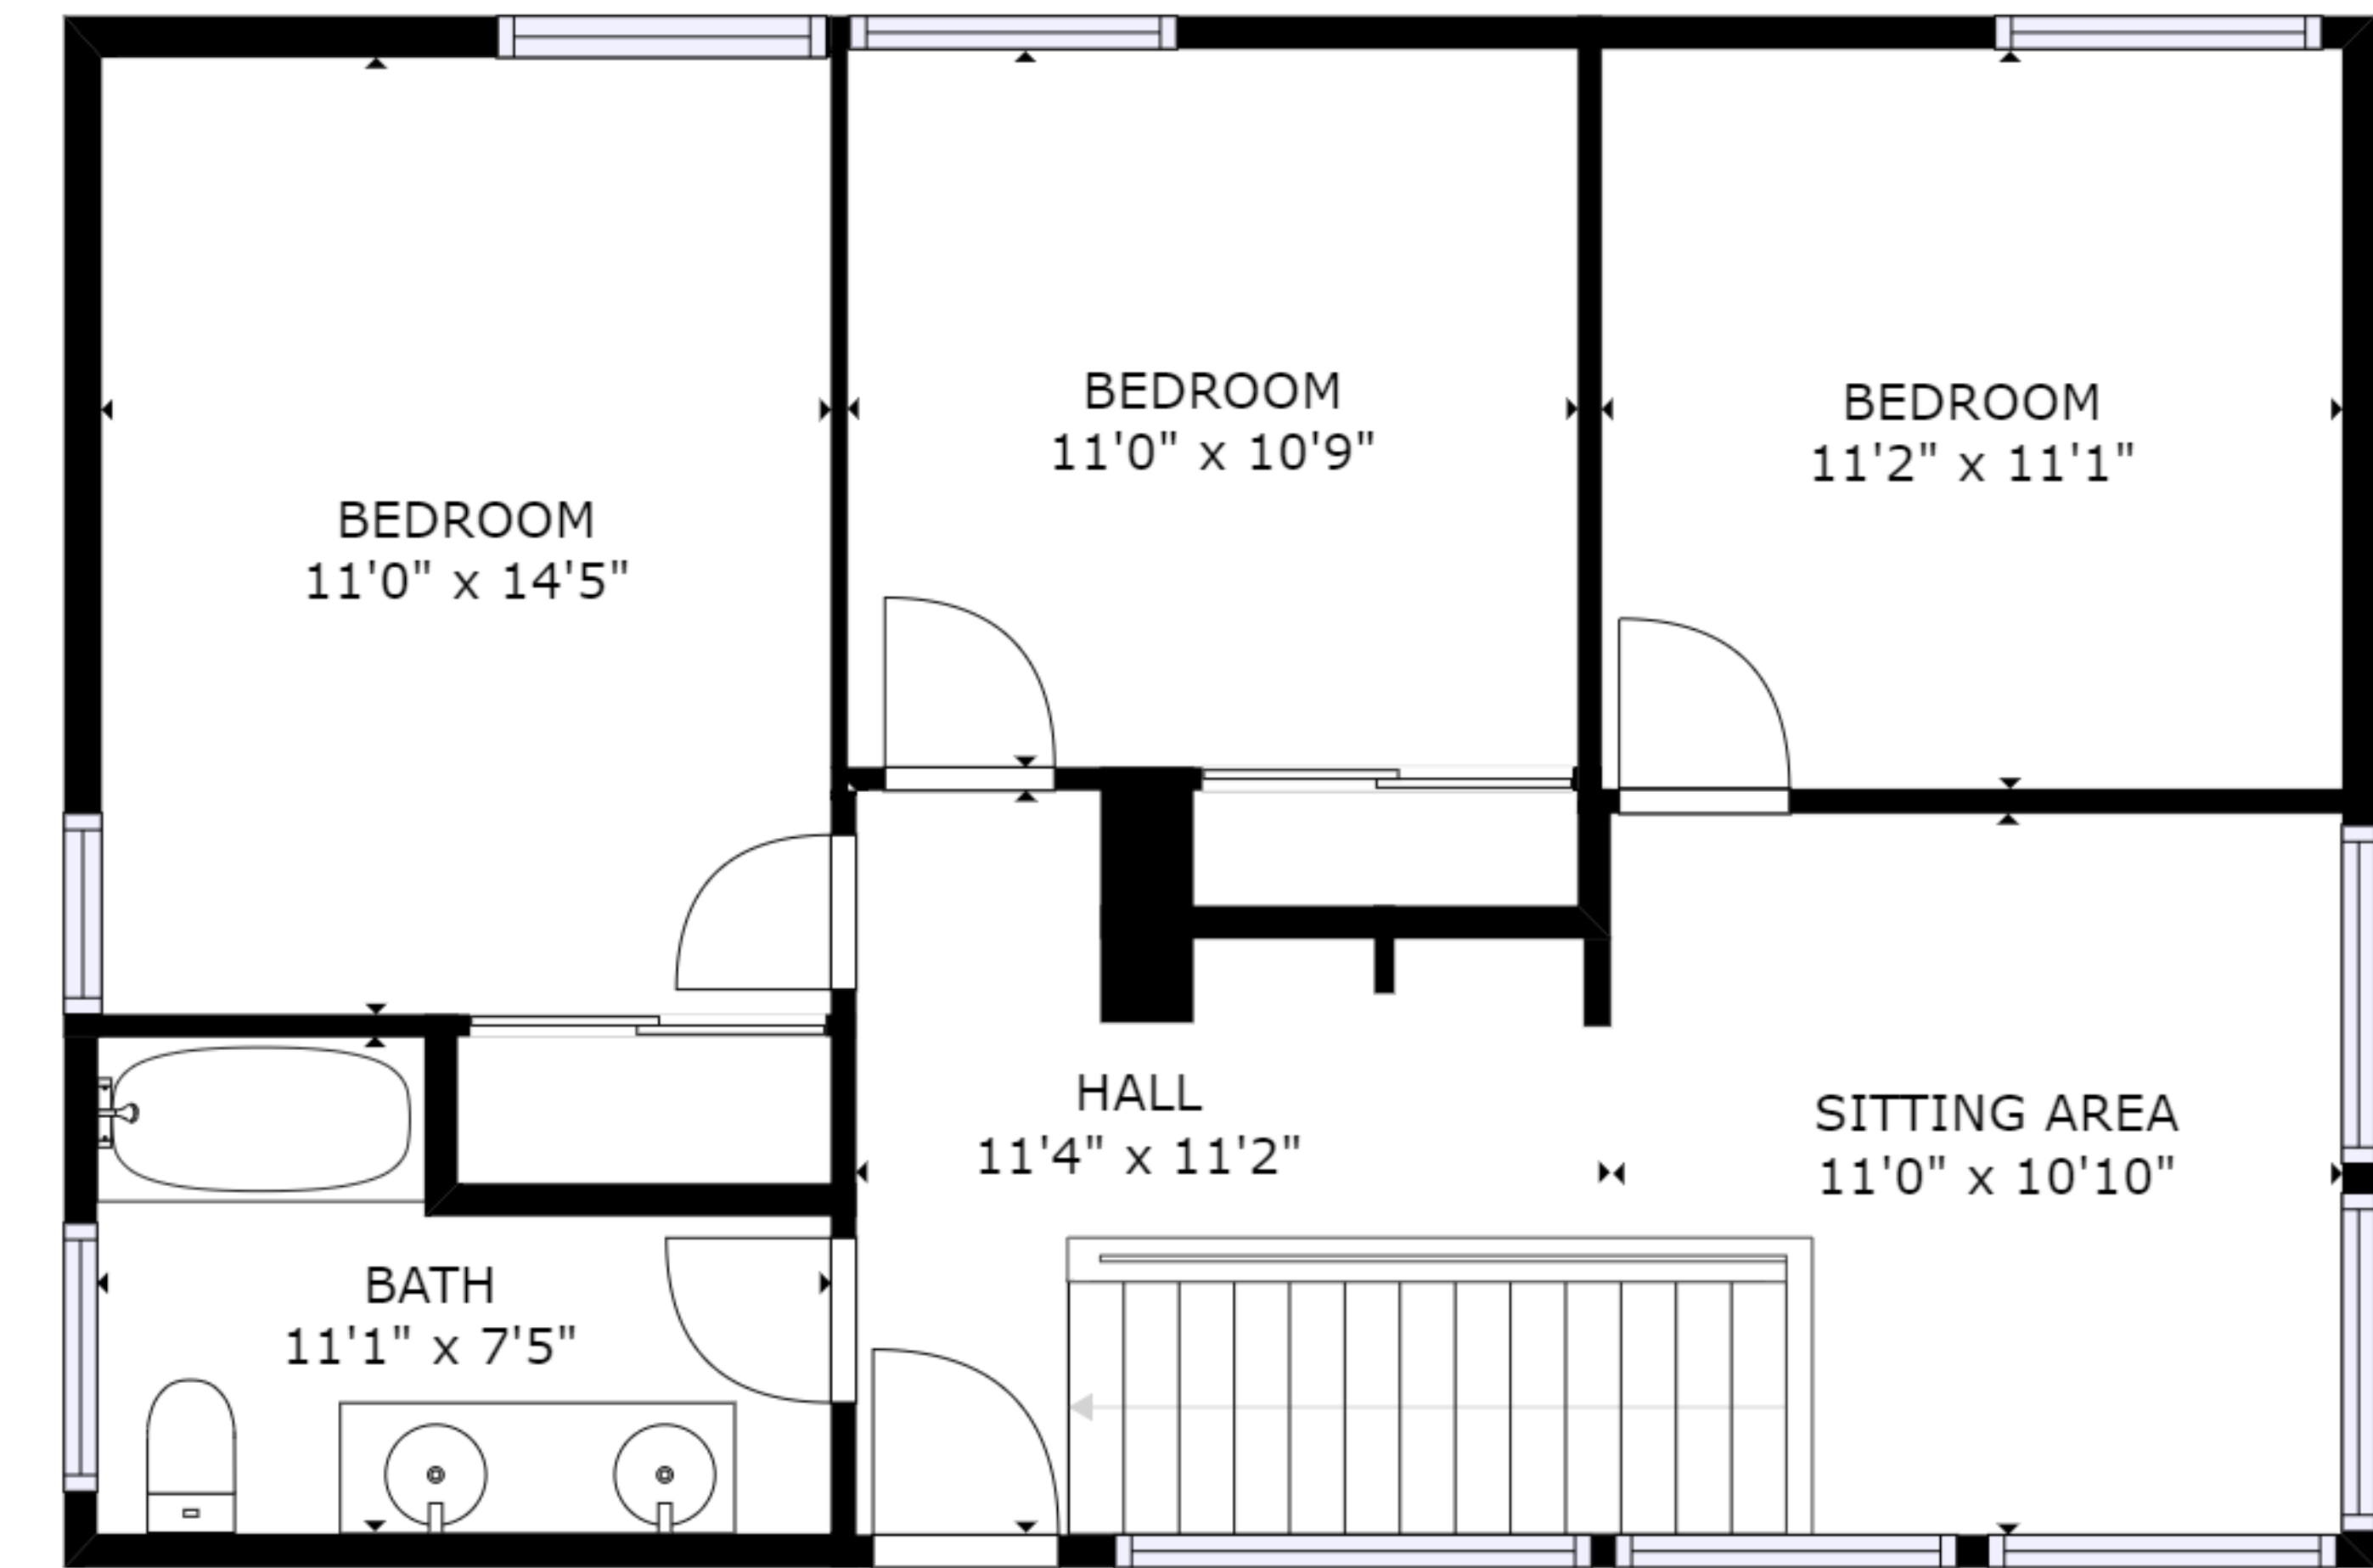 BEDROOM
11'0" x 14'5"
BEDROOM
11'0" x 10'9"
BEDROOM
11'2" x 11'1"
HALL
11'4" x 11'2"
SITTING AREA
11'0" x 10'10"
BATH
11'1" x 7'5"